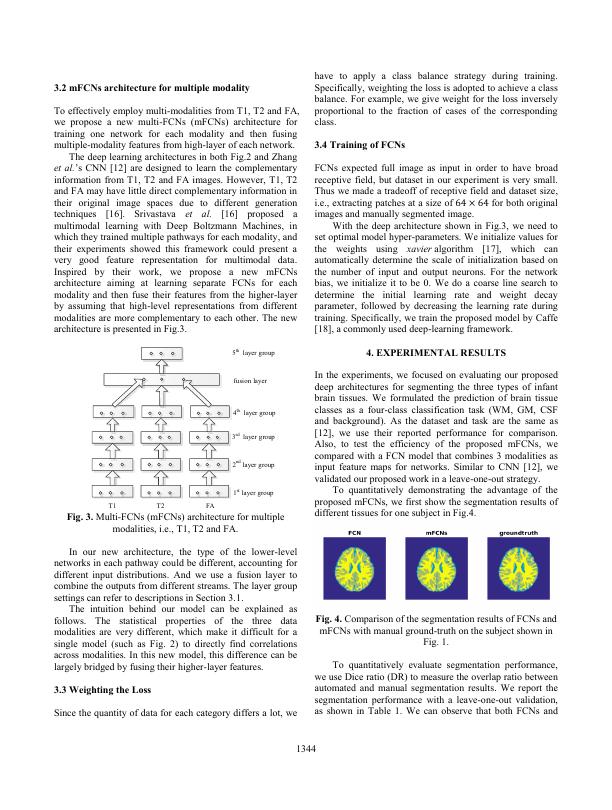 3.2 mFCNs architecture for multiple modality
To effectively employ multi-modalities from T1, T2 and FA,
we propose a new multi-FCNs (mFCNs) architecture for
training one network for each modality and then fusing
multiple-modality features from high-layer of each network.
The deep learning architectures in both Fig.2 and Zhang
et al.'s CNN [12] are designed to learn the complementary
information from T1, T2 and FA images. However, T1, T2
and FA may have little direct complementary information in
their original image spaces due to different generation
techniques [16]. Srivastava et al. [16] proposed a
multimodal learning with Deep Boltzmann Machines, in
which they trained multiple pathways for each modality, and
their experiments showed this framework could present a
very good feature representation for multimodal data.
Inspired by their work, we propose a new mFCNs
architecture aiming at learning separate FCNs for each
modality and then fuse their features from the higher-layer
by assuming that high-level representations from different
modalities are more complementary to each other. The new
architecture is presented in Fig.3.
5th layer group
fusion layer
4th layer group
3rd layer group
2nd layer group
1st layer group
T1 T2 FA
Fig. 3. Multi-FCNs (mFCNs) architecture for multiple
modalities, i.e., T1, T2 and FA.
In our new architecture, the type of the lower-level
networks in each pathway could be different, accounting for
different input distributions. And we use a fusion layer to
combine the outputs from different streams. The layer group
settings can refer to descriptions in Section 3.1.
The intuition behind our model can be explained as
follows. The statistical properties of the three data
modalities are very different, which make it difficult for a
single model (such as Fig. 2) to directly find correlations
across modalities. In this new model, this difference can be
largely bridged by fusing their higher-layer features.
3.3 Weighting the Loss
Since the quantity of data for each category differs a lot, we
have to apply a class balance strategy during training.
Specifically, weighting the loss is adopted to achieve a class
balance. For example, we give weight for the loss inversely
proportional to the fraction of cases of the corresponding
class.
3.4 Training of FCNs
FCNs expected full image as input in order to have broad
receptive field, but dataset in our experiment is very small.
Thus we made a tradeoff of receptive field and dataset size,
i.e., extracting patches at a size of 64 × 64 for both original
images and manually segmented image.
With the deep architecture shown in Fig.3, we need to
set optimal model hyper-parameters. We initialize values for
the weights using xavier algorithm [17], which can
automatically determine the scale of initialization based on
the number of input and output neurons. For the network
bias, we initialize it to be 0. We do a coarse line search to
determine the initial learning rate and weight decay
parameter, followed by decreasing the learning rate during
training. Specifically, we train the proposed model by Caffe
[18], a commonly used deep-learning framework.
4. EXPERIMENTAL RESULTS
In the experiments, we focused on evaluating our proposed
deep architectures for segmenting the three types of infant
brain tissues. We formulated the prediction of brain tissue
classes as a four-class classification task (WM, GM, CSF
and background). As the dataset and task are the same as
[12], we use their reported performance for comparison.
Also, to test the efficiency of the proposed mFCNs, we
compared with a FCN model that combines 3 modalities as
input feature maps for networks. Similar to CNN [12], we
validated our proposed work in a leave-one-out strategy.
To quantitatively demonstrating the advantage of the
proposed mFCNs, we first show the segmentation results of
different tissues for one subject in Fig.4.
FCN mFCNs groundtruth
Fig. 4. Comparison of the segmentation results of FCNs and
mFCNs with manual ground-truth on the subject shown in
Fig. 1.
To quantitatively evaluate segmentation performance,
we use Dice ratio (DR) to measure the overlap ratio between
automated and manual segmentation results. We report the
segmentation performance with a leave-one-out validation,
as shown in Table 1. We can observe that both FCNs and
1344